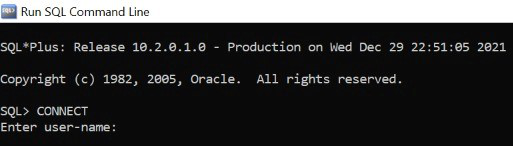 Run SQL Command Line
SQL*Plus: Release 10.2.0.1.0 - Production on Wed Dec 29 22:51:05 2021
Copyright (c) 1982, 2005, Oracle.  All rights reserved.
SQL> CONNECT
Enter user-name: